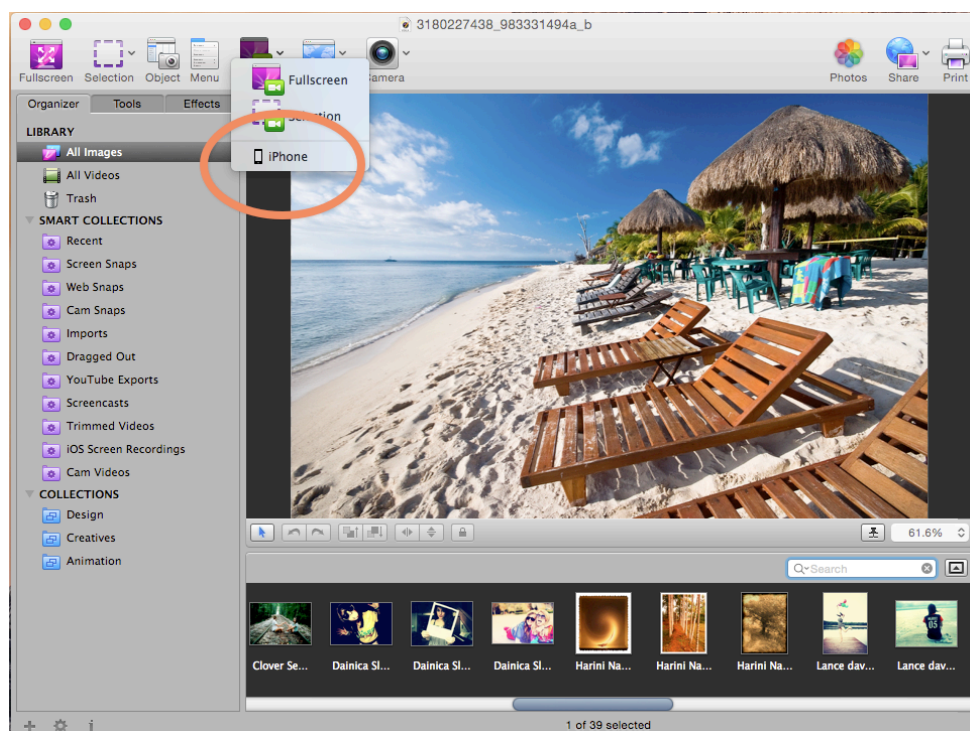 3180227438_983331494a_b
Fullscreen Selection Object Menu Camera Photos Share Print
Fullscreen
Selection
iPhone
Organizer Tools Effects
LIBRARY
All Images
All Videos
Trash
SMART COLLECTIONS
Recent
Screen Snaps
Web Snaps
Cam Snaps
Imports
Dragged Out
YouTube Exports
Screencasts
Trimmed Videos
iOS Screen Recordings
Cam Videos
COLLECTIONS
Design
Creatives
Animation
61.6%
Search
Clover Se... Dainica Sl... Dainica Sl... Dainica Sl... Harini Na... Harini Na... Harini Na... Lance dav... Lance dav...
1 of 39 selected